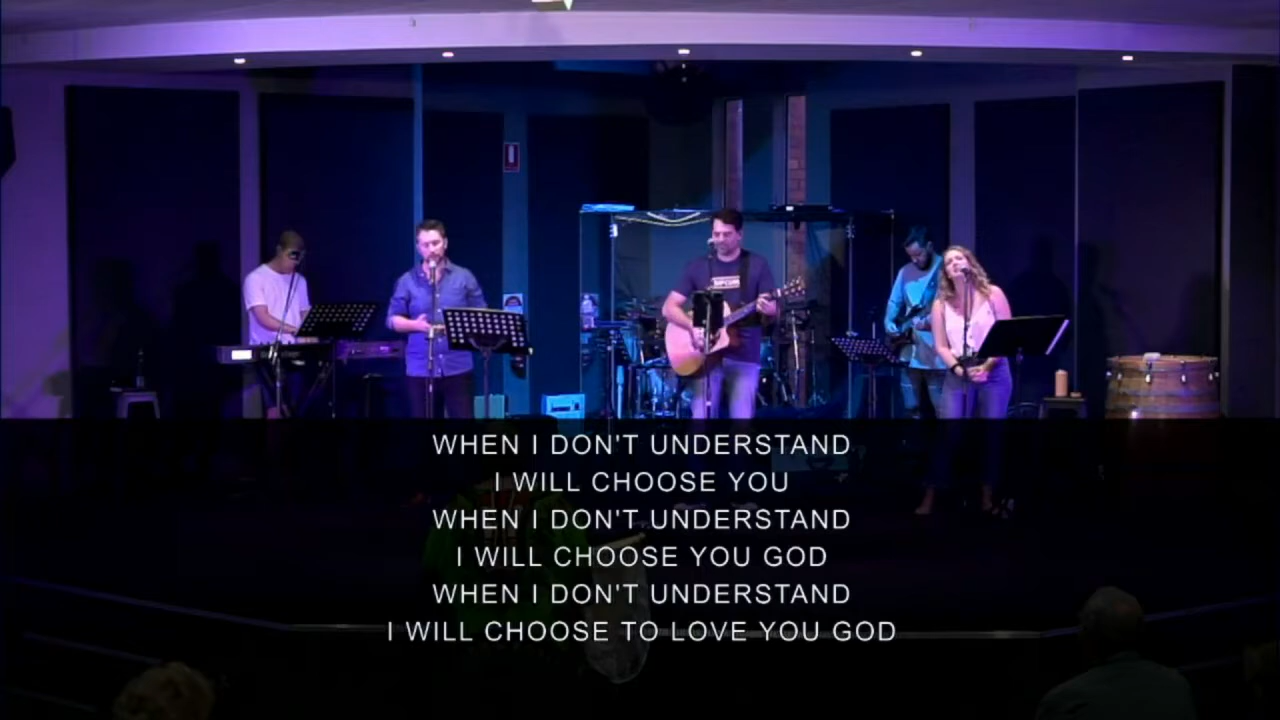 WHEN I DON'T UNDERSTAND
I WILL CHOOSE YOU
WHEN I DON'T UNDERSTAND
I WILL CHOOSE YOU GOD
WHEN I DON'T UNDERSTAND
I WILL CHOOSE TO LOVE YOU GOD